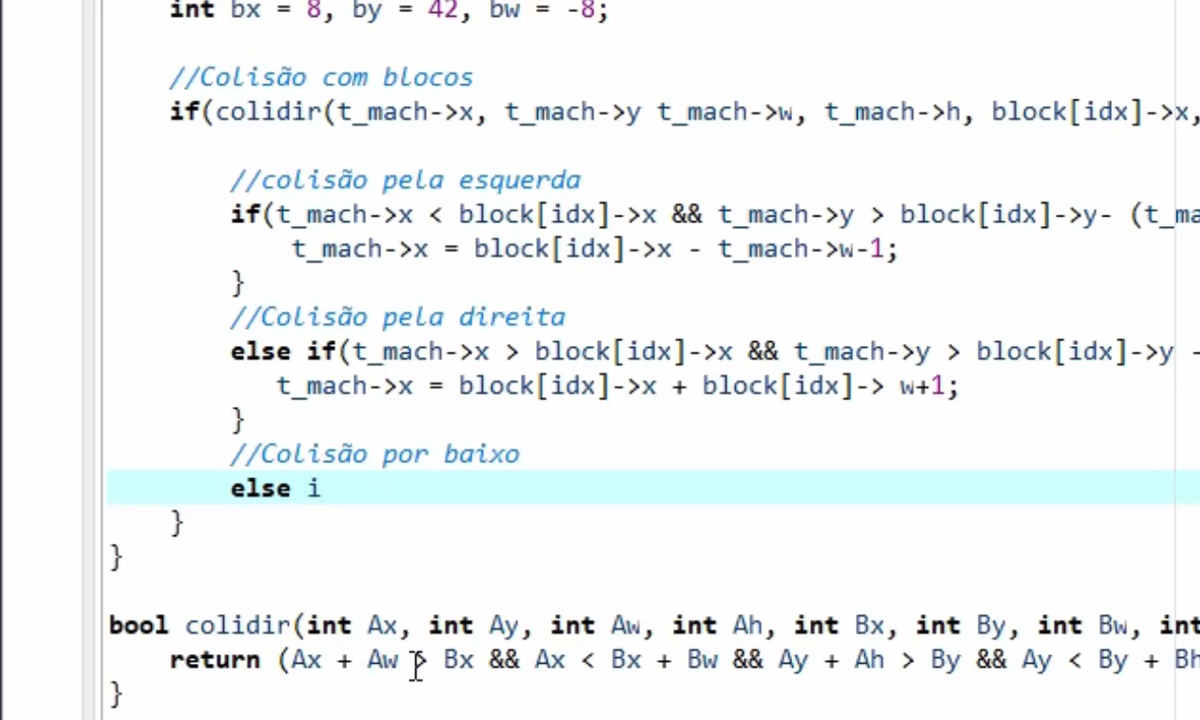 int bx = 8, by = 42, bw = -8;
//Colisão com blocos
if(colidir(t_mach->x, t_mach->y t_mach->w, t_mach->h, block[idx]->x,
//colisão pela esquerda
if(t_mach->x < block[idx]->x && t_mach->y > block[idx]->y- (t_ma
t_mach->x = block[idx]->x - t_mach->w-1;
}
//Colisão pela direita
else if(t_mach->x > block[idx]->x && t_mach->y > block[idx]->y -
t_mach->x = block[idx]->x + block[idx]-> w+1;
}
//Colisão por baixo
else i
}
}
bool colidir(int Ax, int Ay, int Aw, int Ah, int Bx, int By, int Bw, int
return (Ax + Aw > Bx && Ax < Bx + Bw && Ay + Ah > By && Ay < By + Bh
}